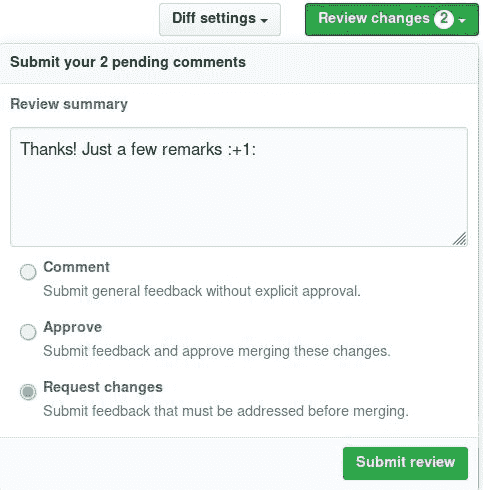 Diff settings
Review changes 2
Submit your 2 pending comments
Review summary
Thanks! Just a few remarks :+1:
Comment
Submit general feedback without explicit approval.
Approve
Submit feedback and approve merging these changes.
Request changes
Submit feedback that must be addressed before merging.
Submit review